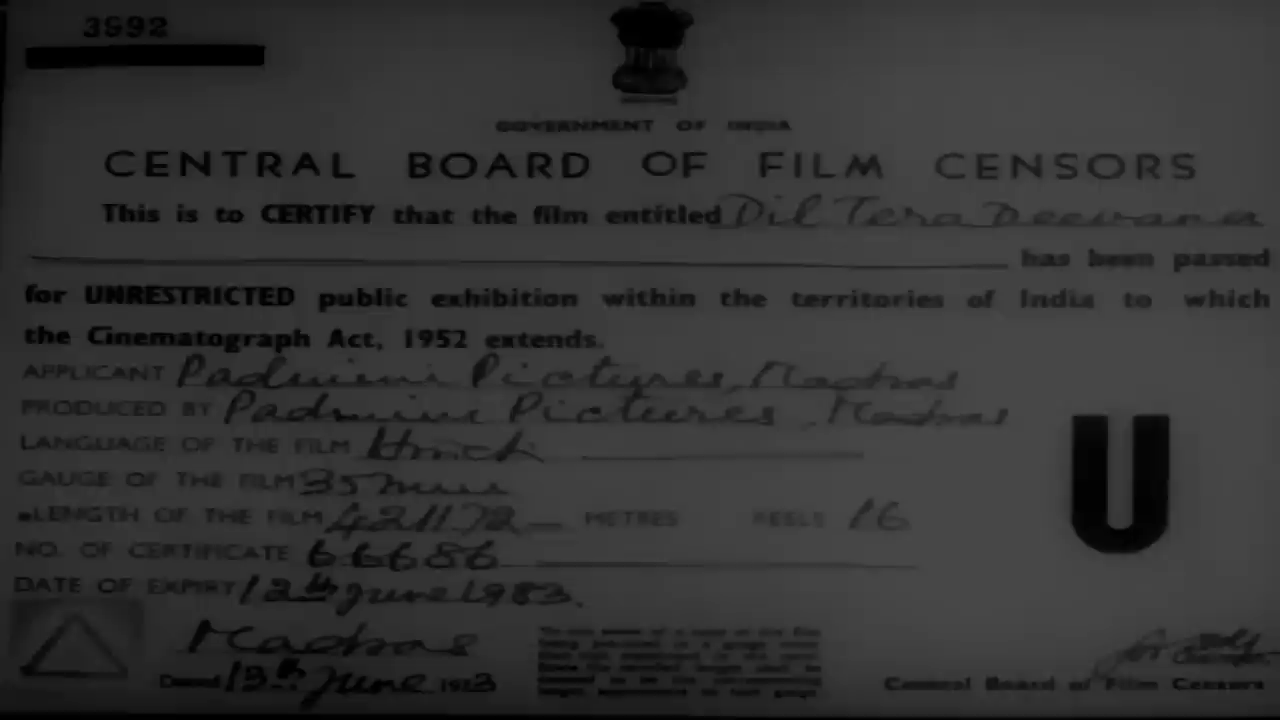 3992
GOVERNMENT OF INDIA
CENTRAL BOARD OF FILM CENSORS
This is to CERTIFY that the film entitled Dil Tera Deewana
has been passed
for UNRESTRICTED public exhibition within the territories of India to which
the Cinematograph Act, 1952 extends.
APPLICANT Padmini Pictures, Madras
PRODUCED BY Padmini Pictures, Madras
LANGUAGE OF THE FILM Hindi
GAUGE OF THE FILM 35 mm
LENGTH OF THE FILM METRES REELS 16
NO. OF CERTIFICATE 66686
DATE OF EXPIRY 12th June 1983.
U
Madras
Dated 13th June 1973
for Chairman
Central Board of Film Censors